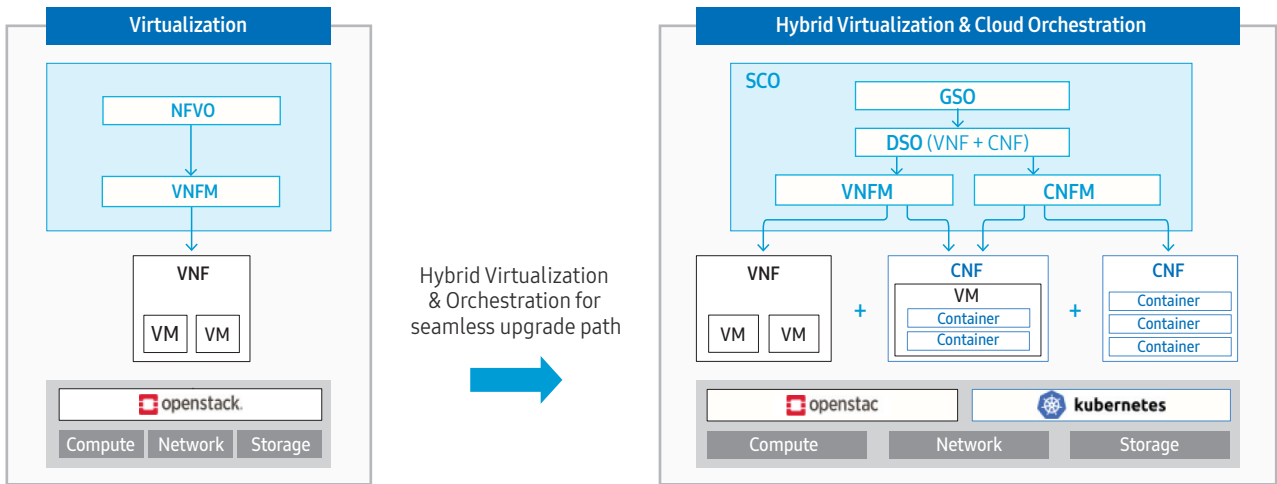 Virtualization
NFVO
VNFM
VNF
VM VM
openstack.
Compute Network Storage
Hybrid Virtualization
& Orchestration for
seamless upgrade path
Hybrid Virtualization & Cloud Orchestration
SCO
GSO
DSO (VNF + CNF)
VNFM CNFM
VNF
VM VM
+
CNF
VM
Container
Container
+
CNF
Container
Container
Container
openstac kubernetes
Compute Network Storage